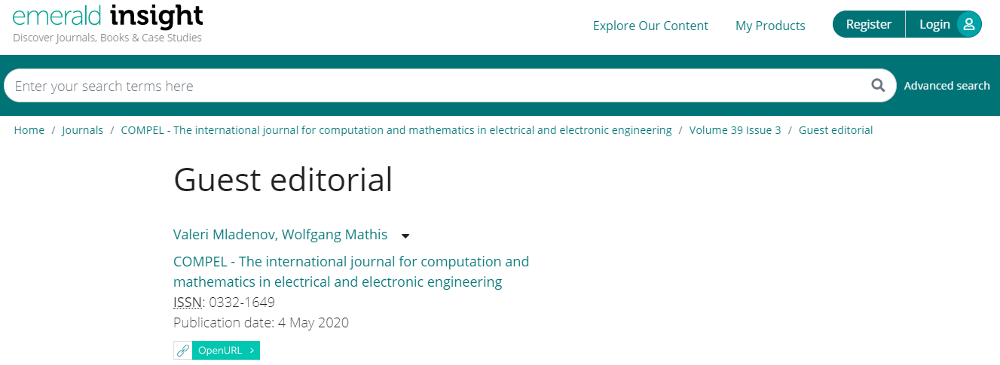 emerald insight
Discover Journals, Books & Case Studies
Explore Our Content
My Products
Register
Login
Enter your search terms here
Advanced search
Home / Journals / COMPEL - The international journal for computation and mathematics in electrical and electronic engineering / Volume 39 Issue 3 / Guest editorial
Guest editorial
Valeri Mladenov, Wolfgang Mathis
COMPEL - The international journal for computation and
mathematics in electrical and electronic engineering
ISSN: 0332-1649
Publication date: 4 May 2020
OpenURL >